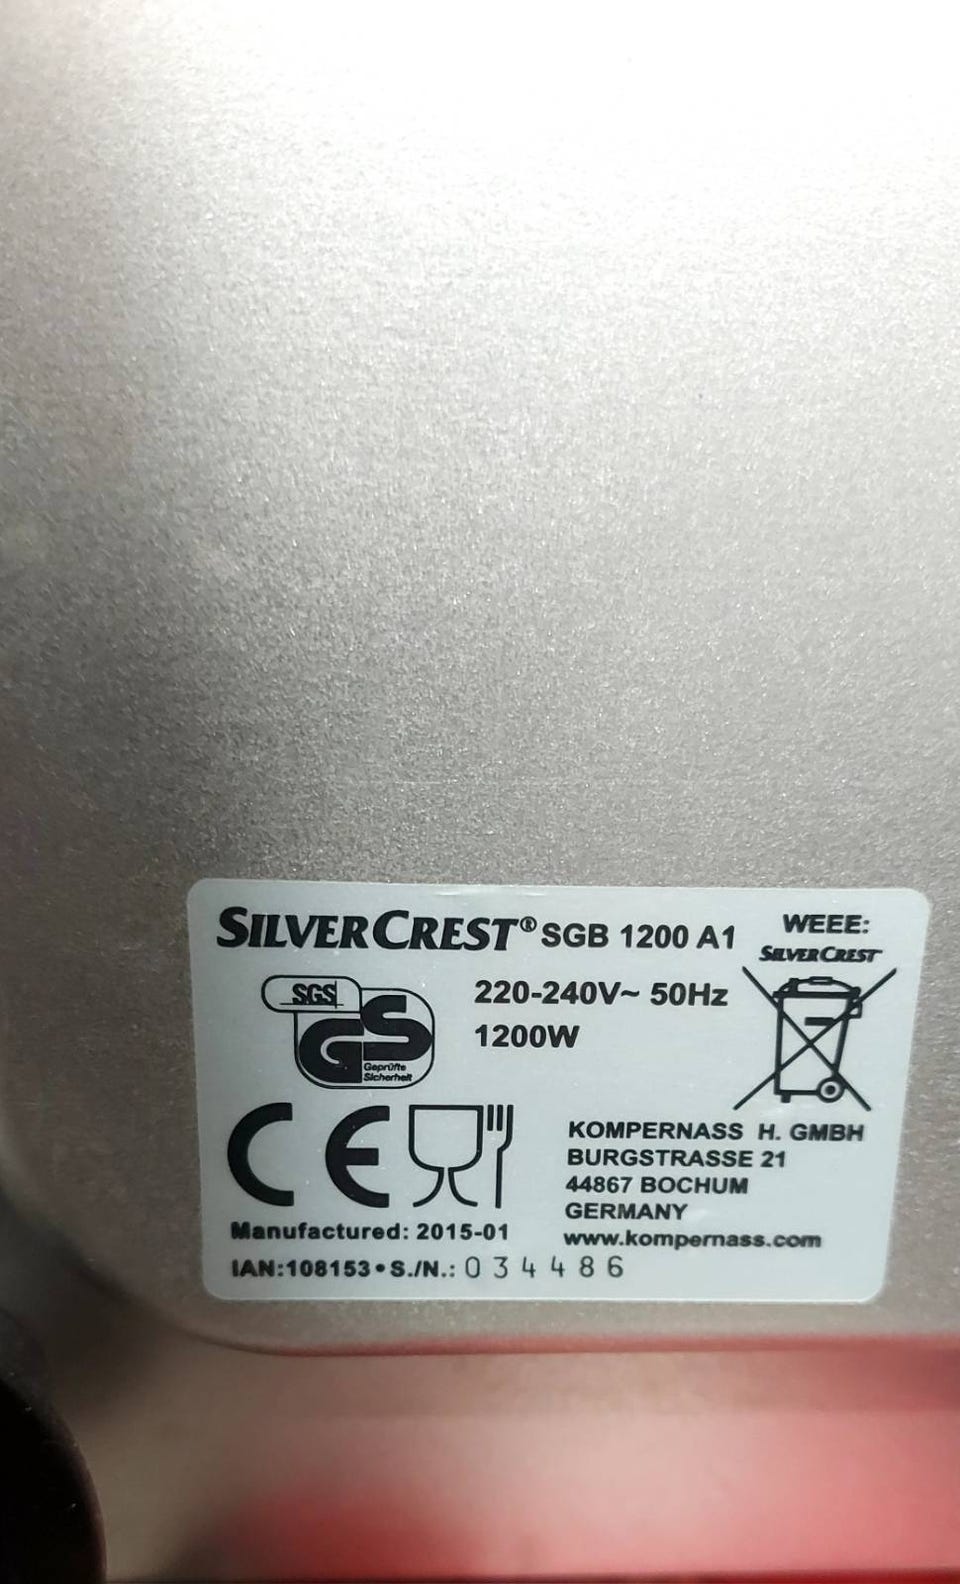 SILVERCREST® SGB 1200 A1
WEEE:
SILVERCREST
SGS
GS
Geprüfte
Sicherheit
220-240V~ 50Hz
1200W
CE
KOMPERNASS H. GMBH
BURGSTRASSE 21
44867 BOCHUM
GERMANY
www.kompernass.com
Manufactured: 2015-01
IAN:108153•S./N.: 034486